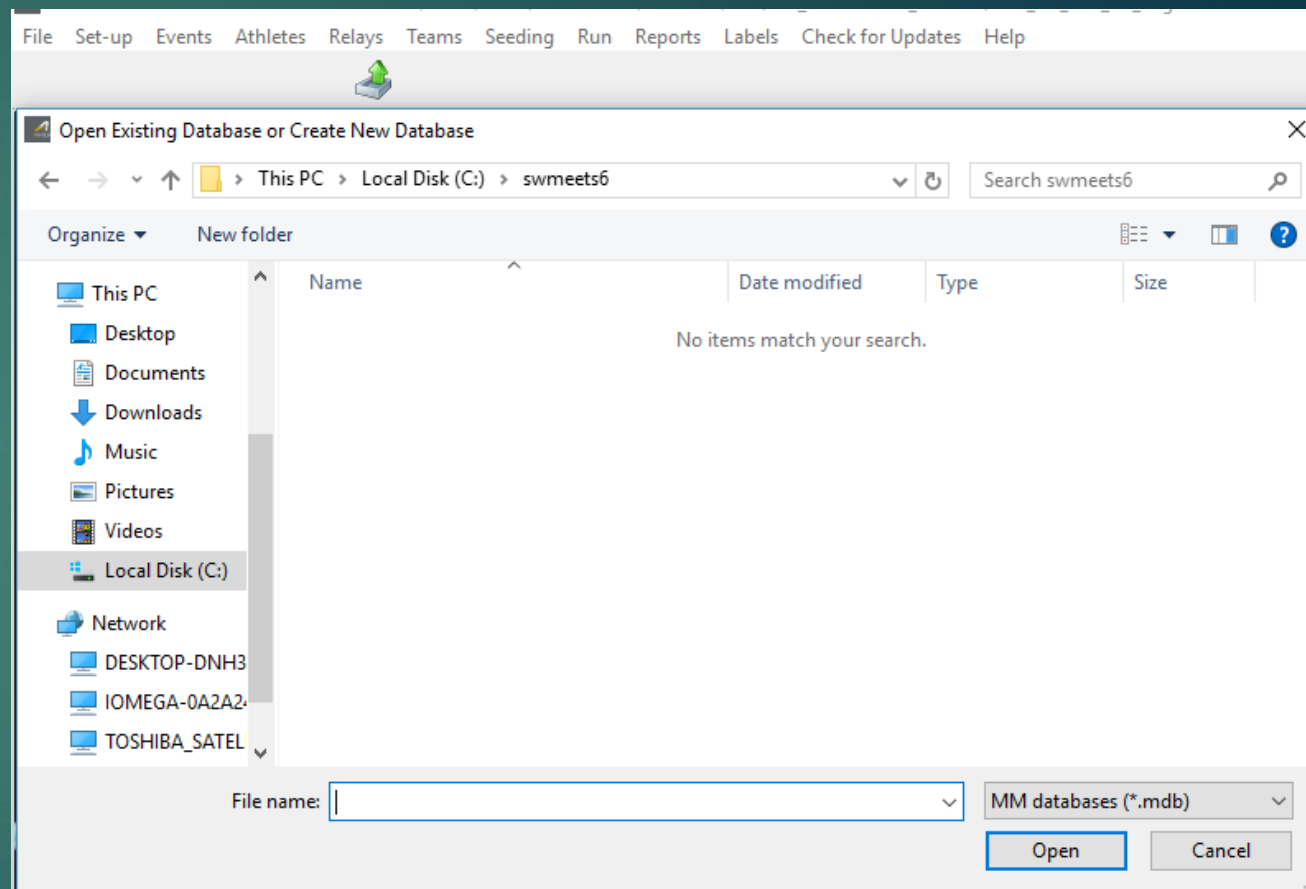 File Set-up Events Athletes Relays Teams Seeding Run Reports Labels Check for Updates Help
Open Existing Database or Create New Database
This PC > Local Disk (C:) > swmeets6
Search swmeets6
Organize New folder
Name Date modified Type Size
This PC
No items match your search.
Desktop
Documents
Downloads
Music
Pictures
Videos
Local Disk (C:)
Network
DESKTOP-DNH3
IOMEGA-0A2A24
TOSHIBA_SATEL
File name: MM databases (*.mdb)
Open Cancel